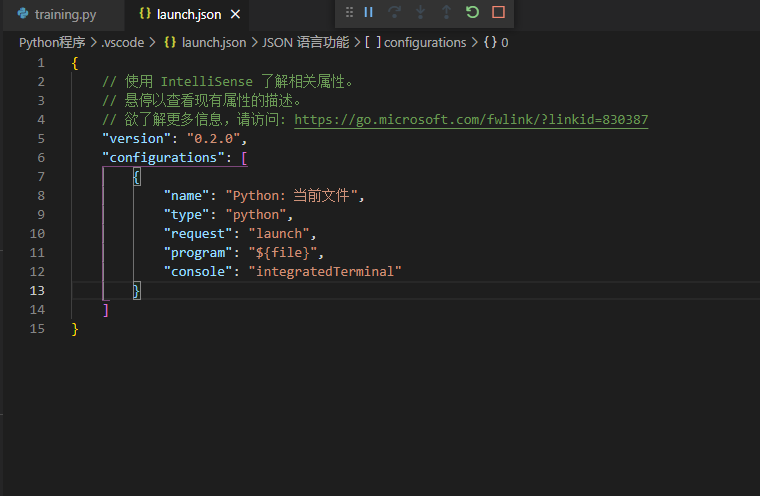 training.py
launch.json
Python程序 > .vscode > {} launch.json > JSON 语言功能 > [ ] configurations > {} 0
1 {
2 // 使用 IntelliSense 了解相关属性。
3 // 悬停以查看现有属性的描述。
4 // 欲了解更多信息，请访问: https://go.microsoft.com/fwlink/?linkid=830387
5 "version": "0.2.0",
6 "configurations": [
7 {
8 "name": "Python: 当前文件",
9 "type": "python",
10 "request": "launch",
11 "program": "${file}",
12 "console": "integratedTerminal"
13 }
14 ]
15 }